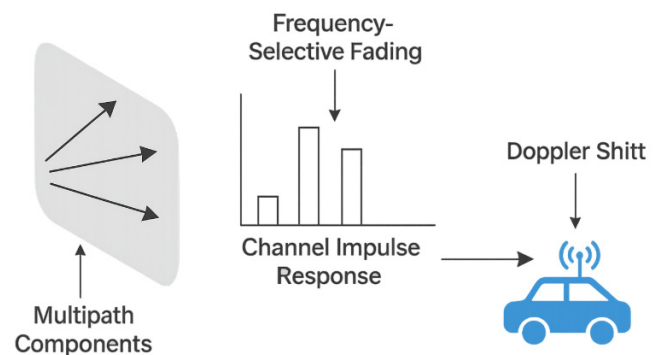 Frequency-
Selective Fading
Doppler Shitt
Channel Impulse
Response
Multipath
Components